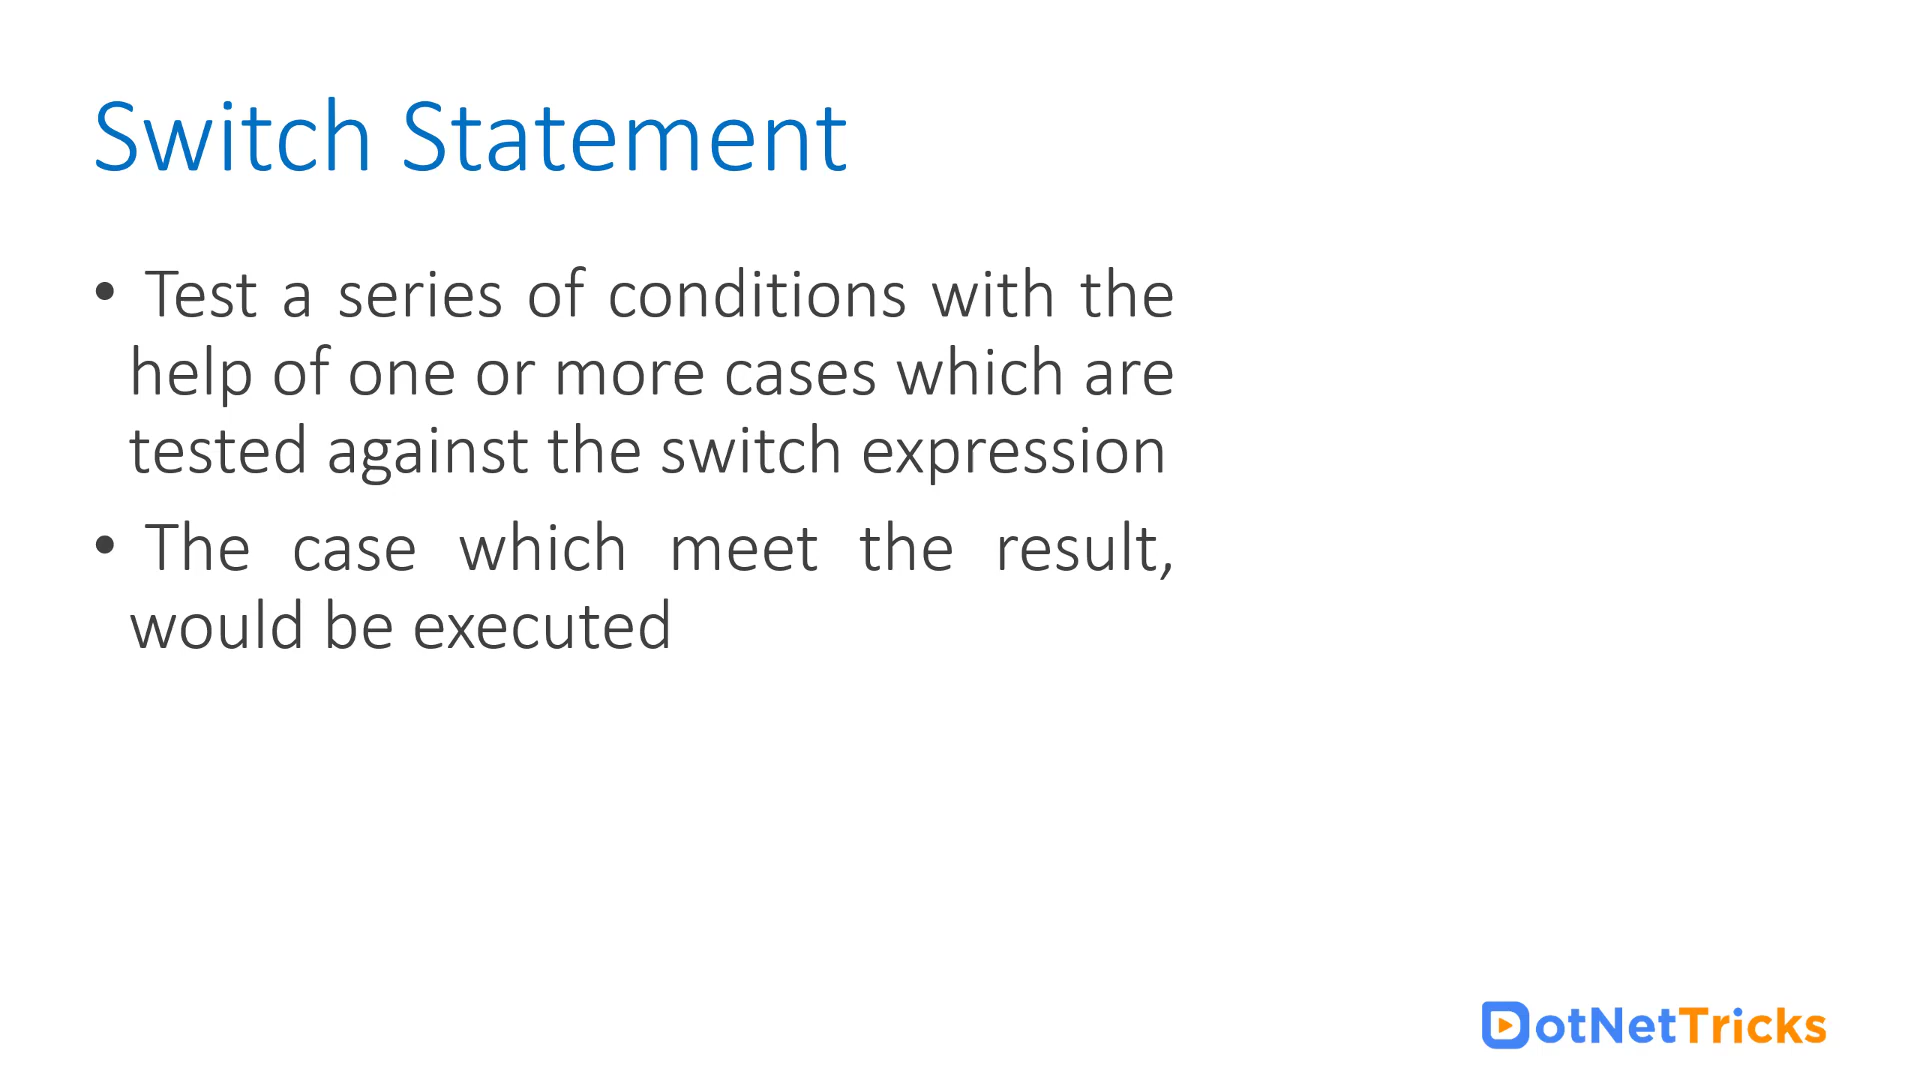 Switch Statement
• Test a series of conditions with the
help of one or more cases which are
tested against the switch expression
• The case which meet the result,
would be executed
DotNetTricks